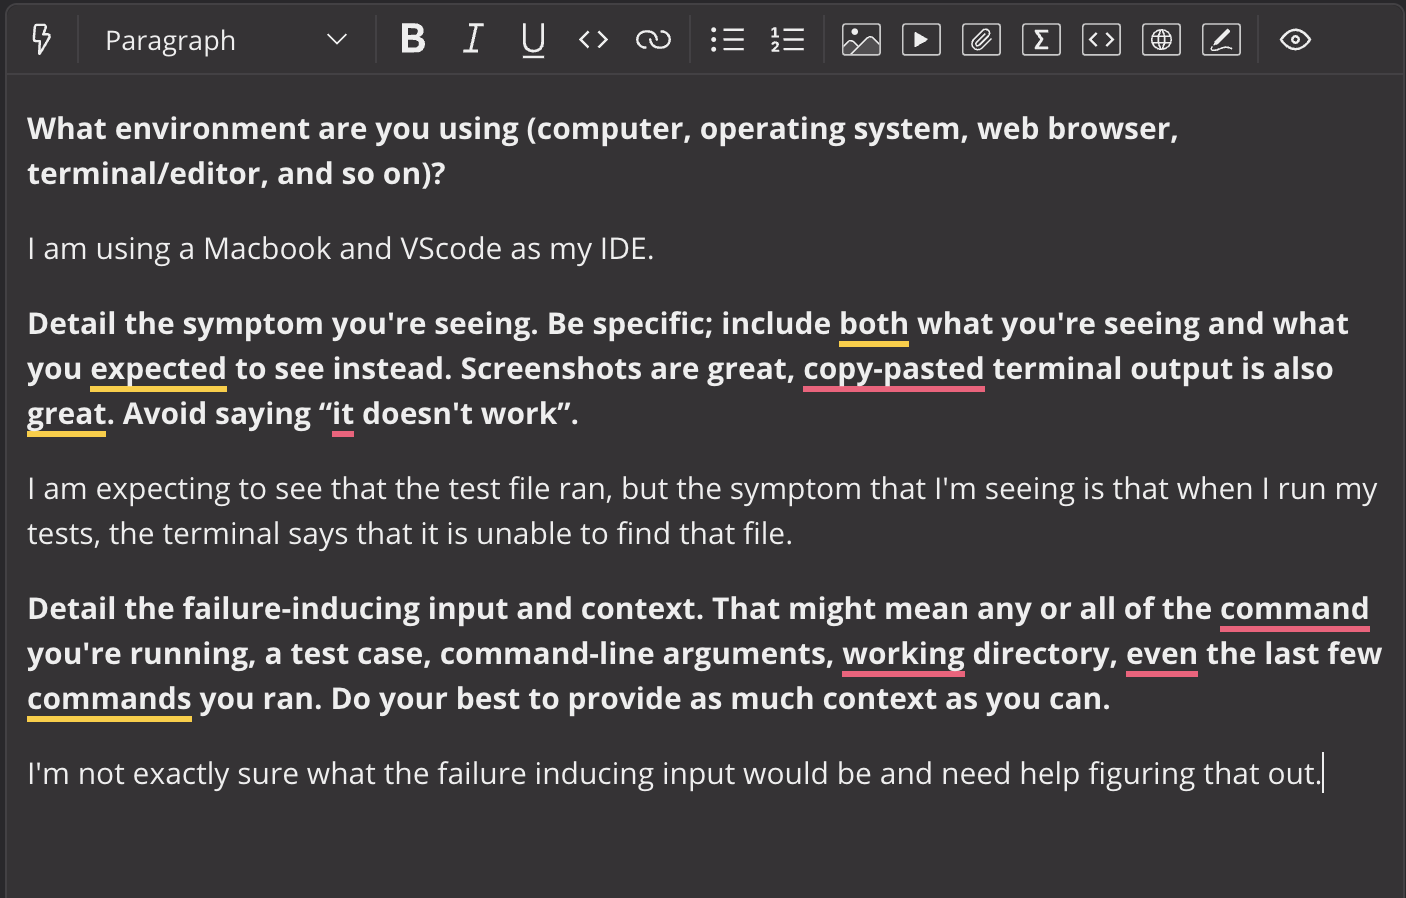 Paragraph B I U
What environment are you using (computer, operating system, web browser,
terminal/editor, and so on)?
I am using a Macbook and VScode as my IDE.
Detail the symptom you're seeing. Be specific; include both what you're seeing and what
you expected to see instead. Screenshots are great, copy-pasted terminal output is also
great. Avoid saying “it doesn't work”.
I am expecting to see that the test file ran, but the symptom that I'm seeing is that when I run my
tests, the terminal says that it is unable to find that file.
Detail the failure-inducing input and context. That might mean any or all of the command
you're running, a test case, command-line arguments, working directory, even the last few
commands you ran. Do your best to provide as much context as you can.
I'm not exactly sure what the failure inducing input would be and need help figuring that out.